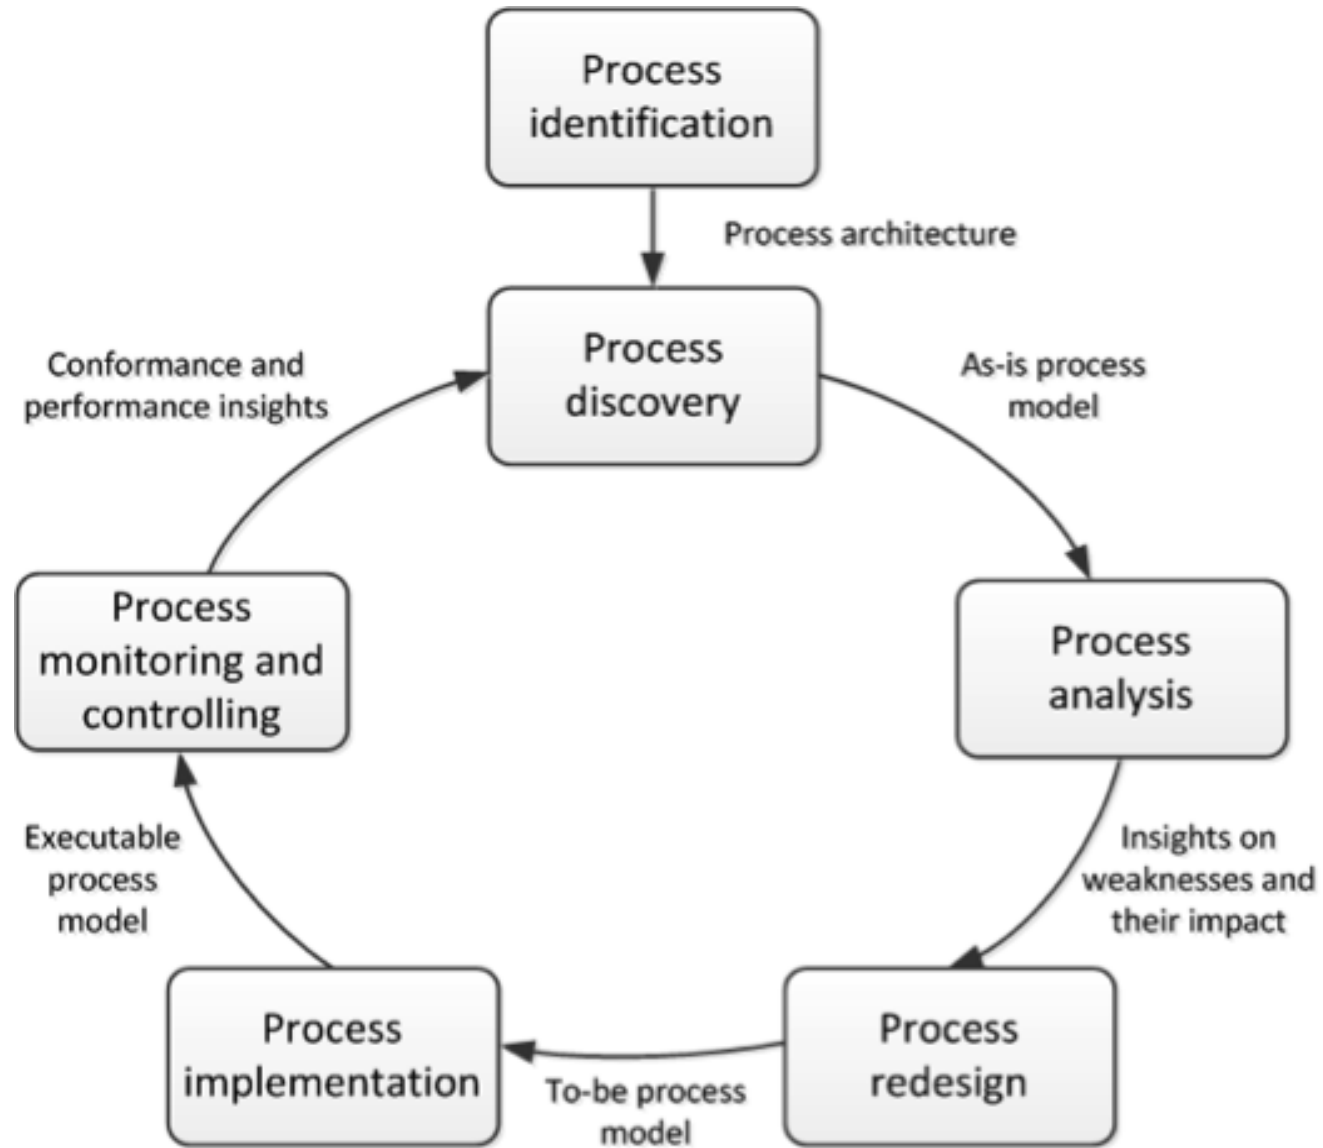 Process
identification
Process architecture
Process
discovery
Conformance and
performance insights
As-is process
model
Process
monitoring and
controlling
Process
analysis
Executable
process
model
Insights on
weaknesses and
their impact
Process
implementation
To-be process
model
Process
redesign